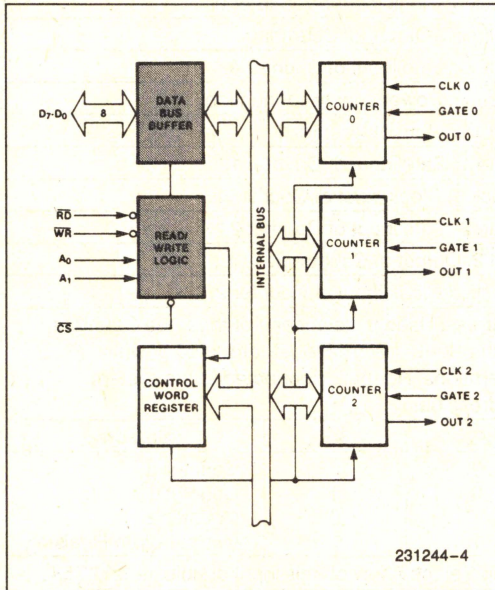 DATA
BUS
BUFFER
D7-D0
8
COUNTER
0
CLK 0
GATE 0
OUT 0
RD
WR
A0
A1
CS
READ/
WRITE
LOGIC
INTERNAL BUS
COUNTER
1
CLK 1
GATE 1
OUT 1
CONTROL
WORD
REGISTER
COUNTER
2
CLK 2
GATE 2
OUT 2
231244-4